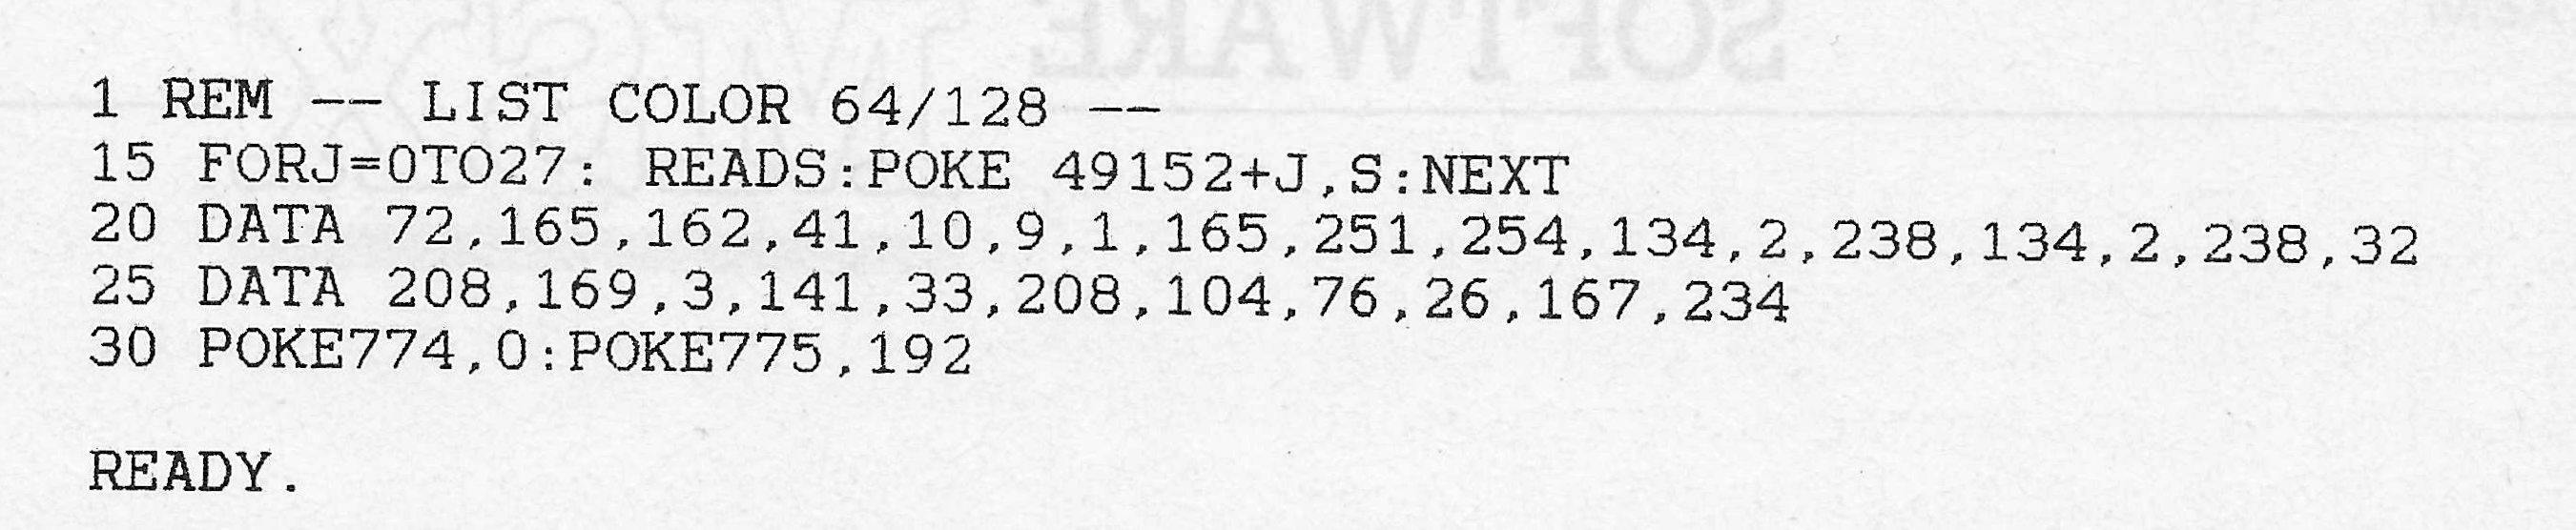 SOFTWARE
1 REM -- LIST COLOR 64/128 --
15 FORJ=0TO27: READS:POKE 49152+J,S:NEXT
20 DATA 72,165,162,41,10,9,1,165,251,254,134,2,238,134,2,238,32
25 DATA 208,169,3,141,33,208,104,76,26,167,234
30 POKE774,0:POKE775,192
READY.